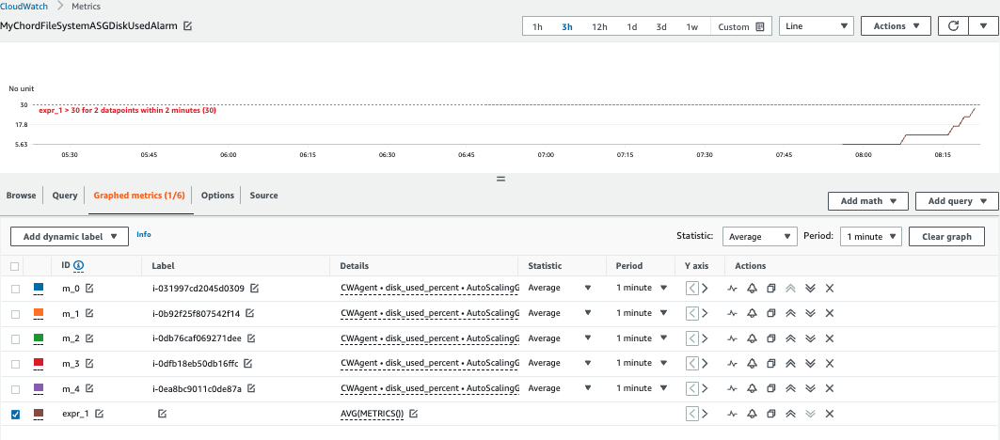 CloudWatch Metrics
MyChordFileSystemASGDiskUsedAlarm 1h 3h 12h 1d 3d 1w Custom Line Actions
No unit
30
expr_1 > 30 for 2 datapoints within 2 minutes (30)
17.8
5.63
05:30 05:45 06:00 06:15 06:30 06:45 07:00 07:15 07:30 07:45 08:00 08:15
Browse Query Graphed metrics (1/6) Options Source Add math Add query
Add dynamic label Info Statistic: Average Period: 1 minute Clear graph
ID Label Details Statistic Period Y axis Actions
m_0 i-031997cd2045d0309 CWAgent • disk_used_percent • AutoScalingG Average 1 minute
m_1 i-0b92f25f807542f14 CWAgent • disk_used_percent • AutoScalingG Average 1 minute
m_2 i-0db76caf069271dee CWAgent • disk_used_percent • AutoScalingG Average 1 minute
m_3 i-0dfb18eb50db16ffc CWAgent • disk_used_percent • AutoScalingG Average 1 minute
m_4 i-0ea8bc9011c0de87a CWAgent • disk_used_percent • AutoScalingG Average 1 minute
expr_1 AVG(METRICS())